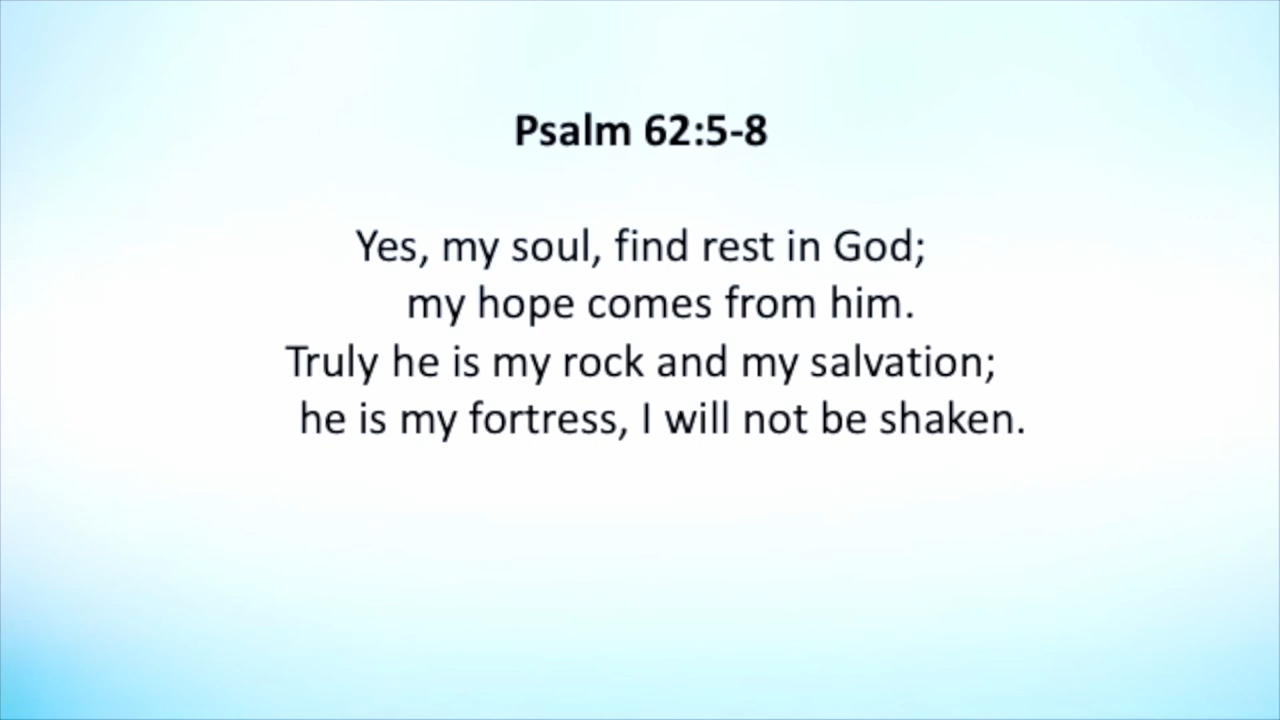 Psalm 62:5-8
Yes, my soul, find rest in God;
my hope comes from him.
Truly he is my rock and my salvation;
he is my fortress, I will not be shaken.